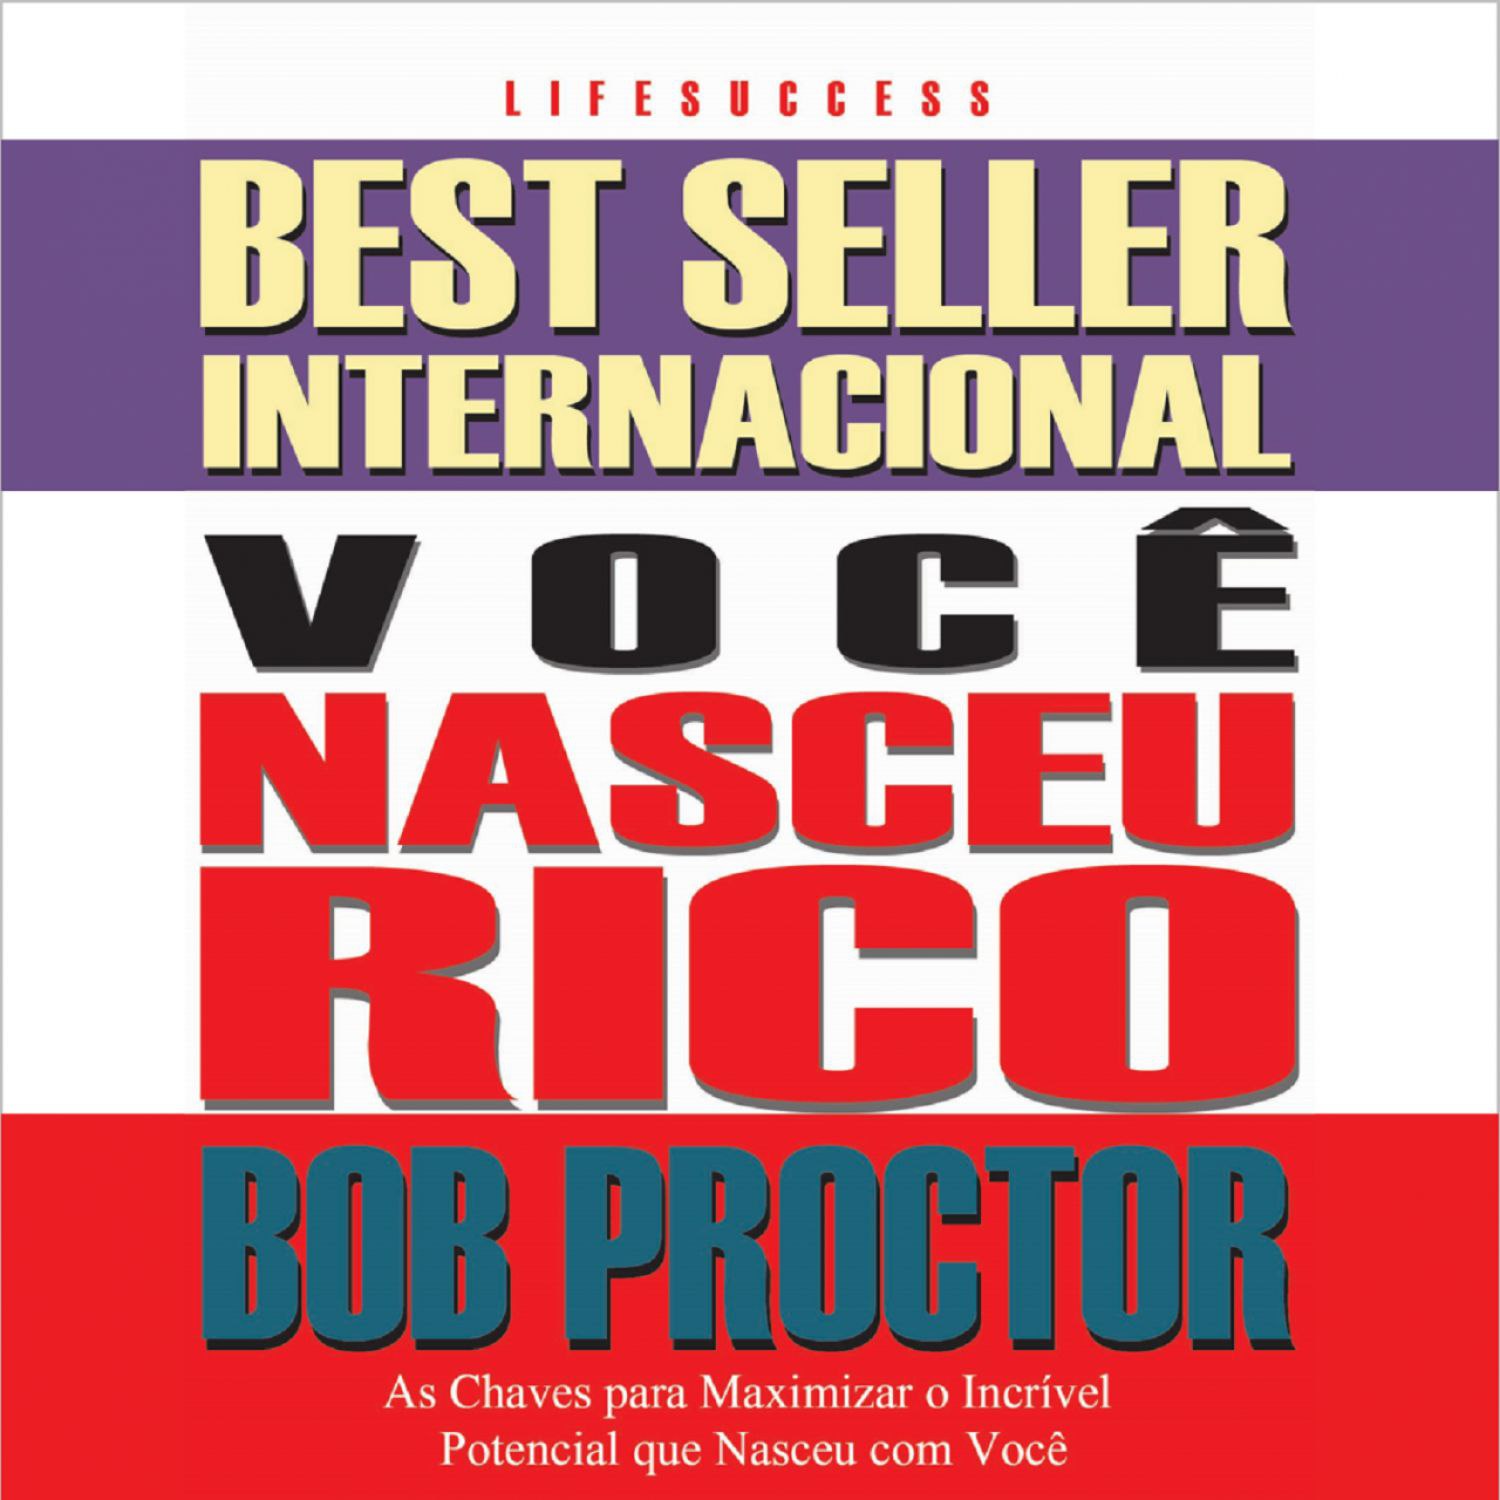 LIFESUCCESS
BEST SELLER
INTERNACIONAL
VOCÊ
NASCEU
RICO
BOB PROCTOR
As Chaves para Maximizar o Incrível
Potencial que Nasceu com Você